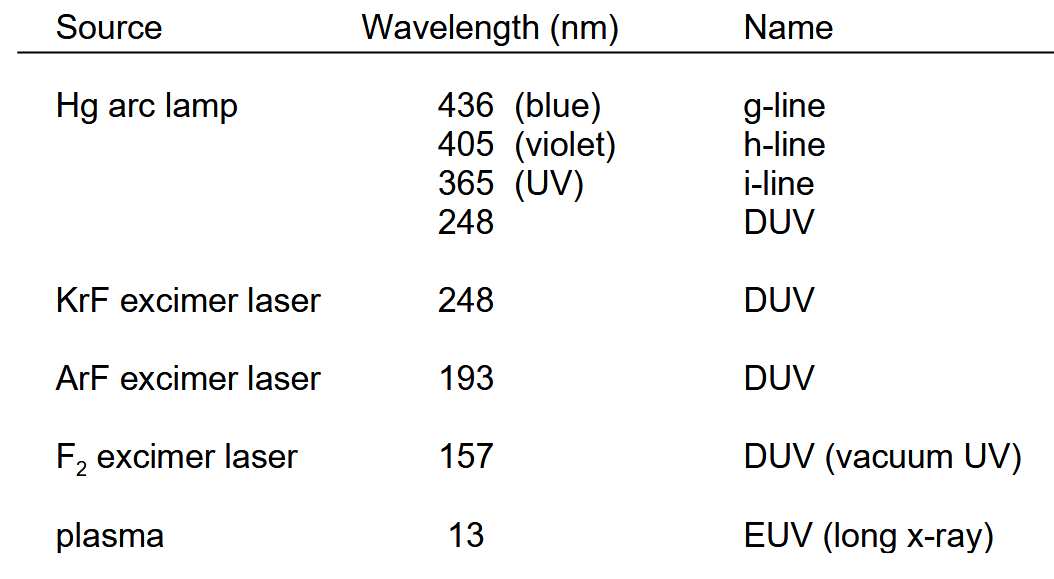 Source Wavelength (nm) Name
Hg arc lamp 436 (blue) g-line
405 (violet) h-line
365 (UV) i-line
248 DUV
KrF excimer laser 248 DUV
ArF excimer laser 193 DUV
F2 excimer laser 157 DUV (vacuum UV)
plasma 13 EUV (long x-ray)